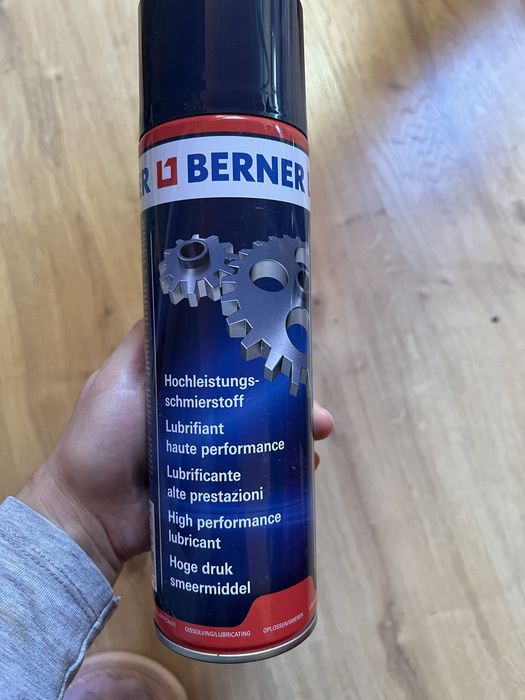 ER BERNER
Hochleistungs-
schmierstoff
Lubrifiant
haute performance
Lubrificante
alte prestazioni
High performance
lubricant
Hoge druk
smeermiddel
DISSOLVING/LUBRICATING · OPLOSSEN/SMEREN